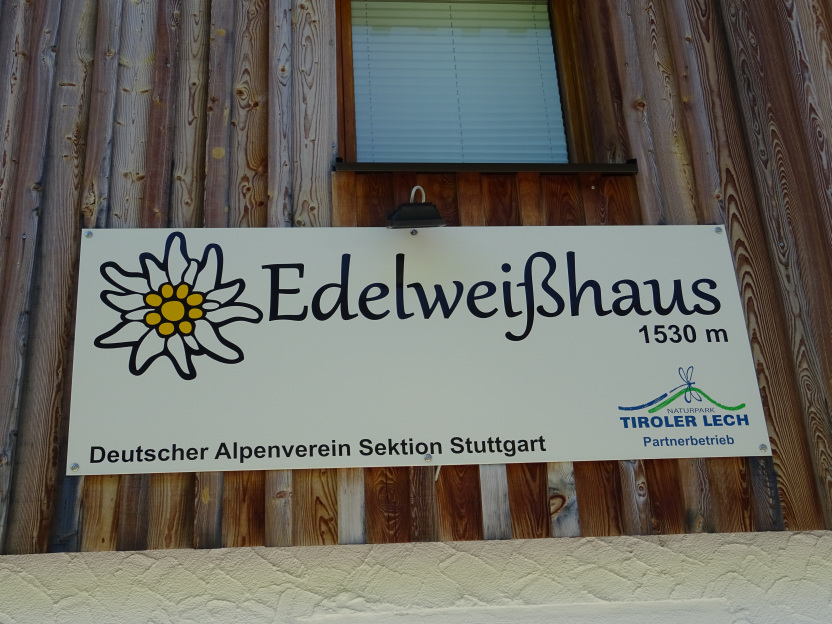 Edelweißhaus
1530 m
NATURPARK
TIROLER LECH
Partnerbetrieb
Deutscher Alpenverein Sektion Stuttgart